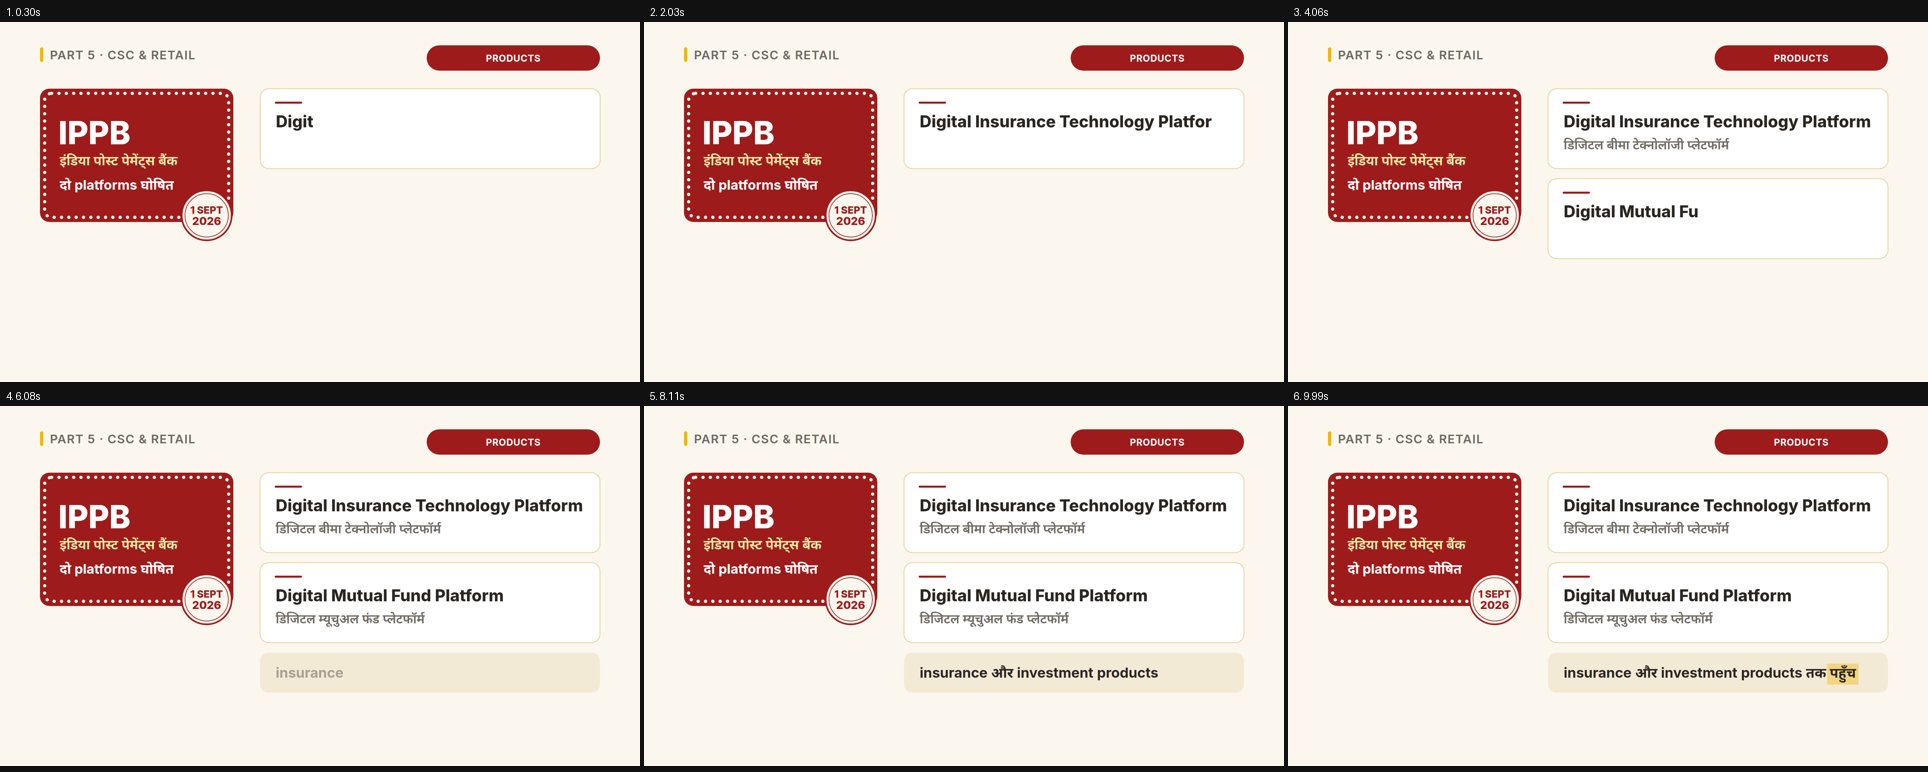 1. 0.30s
PART 5 · CSC & RETAIL
PRODUCTS
IPPB
इंडिया पोस्ट पेमेंट्स बैंक
दो platforms घोषित
1 SEPT
2026
Digit
2. 2.03s
PART 5 · CSC & RETAIL
PRODUCTS
IPPB
इंडिया पोस्ट पेमेंट्स बैंक
दो platforms घोषित
1 SEPT
2026
Digital Insurance Technology Platfor
3. 4.06s
PART 5 · CSC & RETAIL
PRODUCTS
IPPB
इंडिया पोस्ट पेमेंट्स बैंक
दो platforms घोषित
1 SEPT
2026
Digital Insurance Technology Platform
डिजिटल बीमा टेक्नोलॉजी प्लेटफॉर्म
Digital Mutual Fu
4. 6.08s
PART 5 · CSC & RETAIL
PRODUCTS
IPPB
इंडिया पोस्ट पेमेंट्स बैंक
दो platforms घोषित
1 SEPT
2026
Digital Insurance Technology Platform
डिजिटल बीमा टेक्नोलॉजी प्लेटफॉर्म
Digital Mutual Fund Platform
डिजिटल म्यूचुअल फंड प्लेटफॉर्म
insurance
5. 8.11s
PART 5 · CSC & RETAIL
PRODUCTS
IPPB
इंडिया पोस्ट पेमेंट्स बैंक
दो platforms घोषित
1 SEPT
2026
Digital Insurance Technology Platform
डिजिटल बीमा टेक्नोलॉजी प्लेटफॉर्म
Digital Mutual Fund Platform
डिजिटल म्यूचुअल फंड प्लेटफॉर्म
insurance और investment products
6. 9.99s
PART 5 · CSC & RETAIL
PRODUCTS
IPPB
इंडिया पोस्ट पेमेंट्स बैंक
दो platforms घोषित
1 SEPT
2026
Digital Insurance Technology Platform
डिजिटल बीमा टेक्नोलॉजी प्लेटफॉर्म
Digital Mutual Fund Platform
डिजिटल म्यूचुअल फंड प्लेटफॉर्म
insurance और investment products तक पहुँच